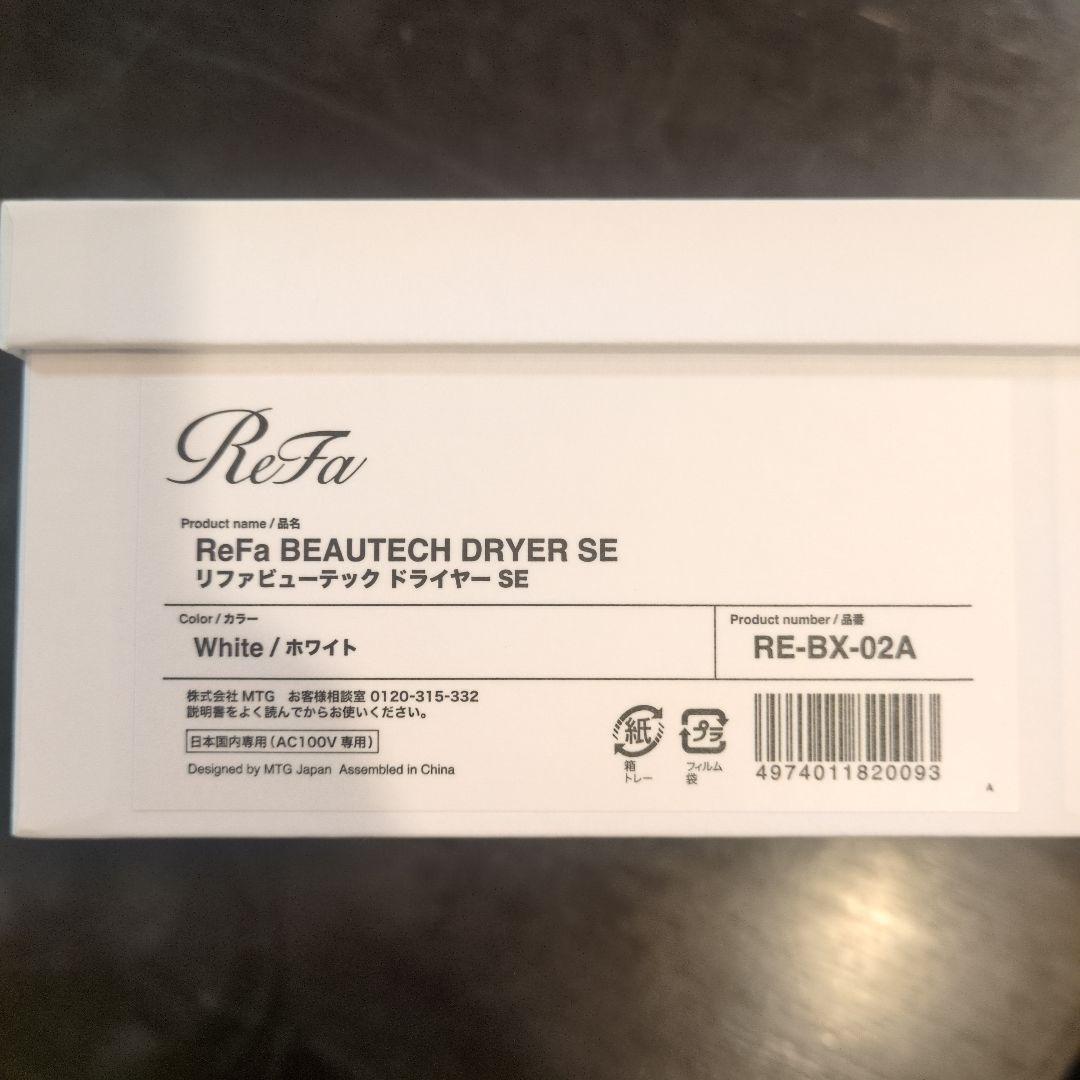 ReFa
Product name / 品名
ReFa BEAUTECH DRYER SE
リファビューテック ドライヤー SE
Color / カラー
White / ホワイト
Product number / 品番
RE-BX-02A
株式会社 MTG お客様相談室 0120-315-332
説明書をよく読んでからお使いください。
日本国内専用(AC100V 専用)
Designed by MTG Japan Assembled in China
紙
箱
トレー
プラ
フィルム
袋
4974011820093
A